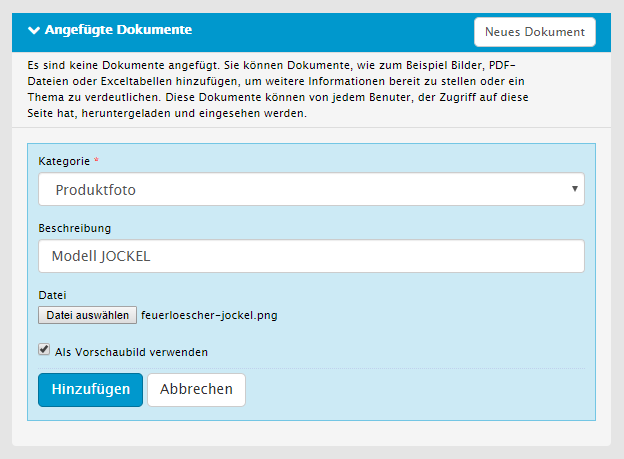 Angefügte Dokumente
Neues Dokument
Es sind keine Dokumente angefügt. Sie können Dokumente, wie zum Beispiel Bilder, PDF-
Dateien oder Exceltabellen hinzufügen, um weitere Informationen bereit zu stellen oder ein
Thema zu verdeutlichen. Diese Dokumente können von jedem Benuter, der Zugriff auf diese
Seite hat, heruntergeladen und eingesehen werden.
Kategorie *
Produktfoto
Beschreibung
Modell JOCKEL
Datei
Datei auswählen feuerloescher-jockel.png
Als Vorschaubild verwenden
Hinzufügen Abbrechen